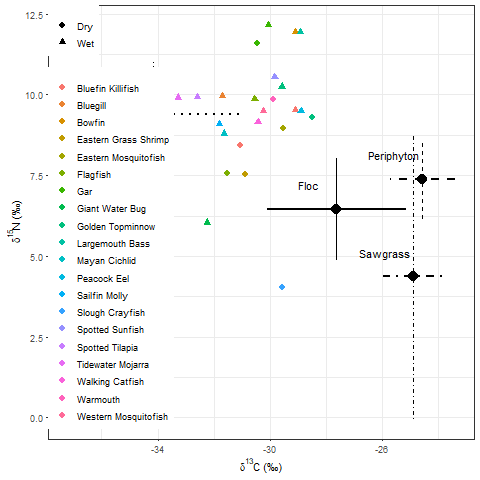 12.5
10.0
7.5
5.0
2.5
0.0
δ15N (‰)
Dry
Wet
Bluefin Killifish
Bluegill
Bowfin
Eastern Grass Shrimp
Eastern Mosquitofish
Flagfish
Gar
Giant Water Bug
Golden Topminnow
Largemouth Bass
Mayan Cichlid
Peacock Eel
Sailfin Molly
Slough Crayfish
Spotted Sunfish
Spotted Tilapia
Tidewater Mojarra
Walking Catfish
Warmouth
Western Mosquitofish
Periphyton
Floc
Sawgrass
-34
-30
-26
δ13C (‰)